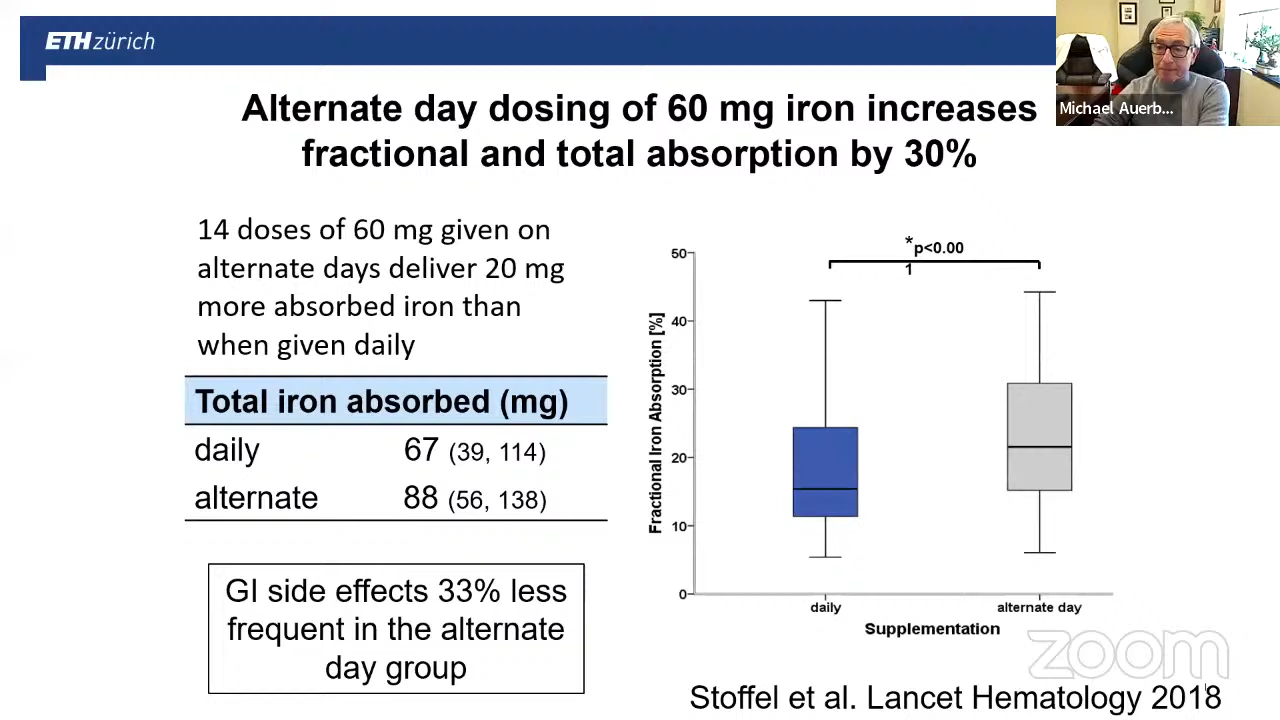 ETH zürich
Michael Auerb...
Alternate day dosing of 60 mg iron increases
fractional and total absorption by 30%
14 doses of 60 mg given on
alternate days deliver 20 mg
more absorbed iron than
when given daily
Total iron absorbed (mg)
daily 67 (39, 114)
alternate 88 (56, 138)
GI side effects 33% less
frequent in the alternate
day group
*p<0.00
1
Fractional Iron Absorption [%]
50
40
30
20
10
0
daily alternate day
Supplementation
zoom
Stoffel et al. Lancet Hematology 2018